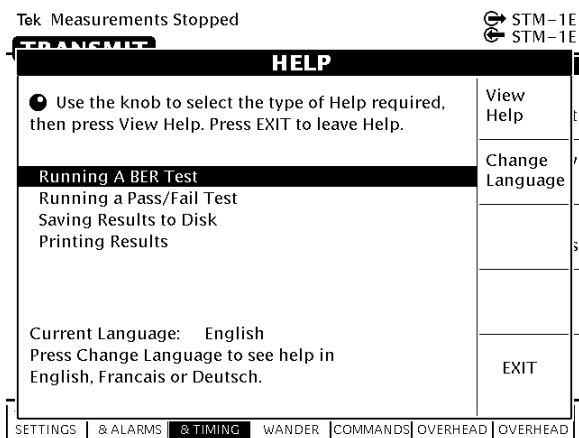 Tek Measurements Stopped
STM-1E
STM-1E
TRANSMIT
HELP
Use the knob to select the type of Help required,
then press View Help. Press EXIT to leave Help.
View
Help
Change
Language
Running A BER Test
Running a Pass/Fail Test
Saving Results to Disk
Printing Results
Current Language: English
Press Change Language to see help in
English, Francais or Deutsch.
EXIT
SETTINGS & ALARMS & TIMING WANDER COMMANDS OVERHEAD OVERHEAD